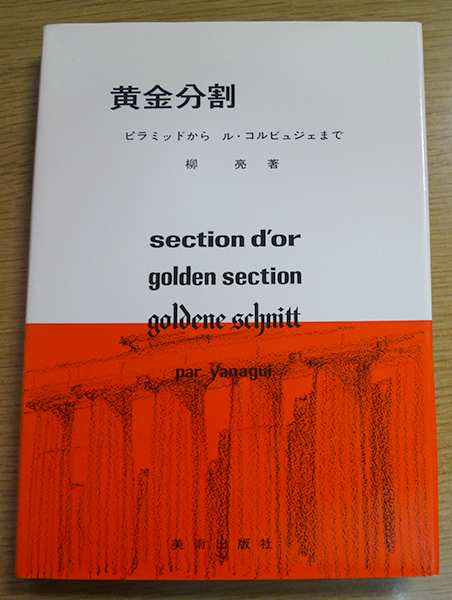 黄金分割
ピラミッドから ル・コルビュジェまで
柳 亮 著
section d'or
golden section
goldene schnitt
par yanagui
美術出版社